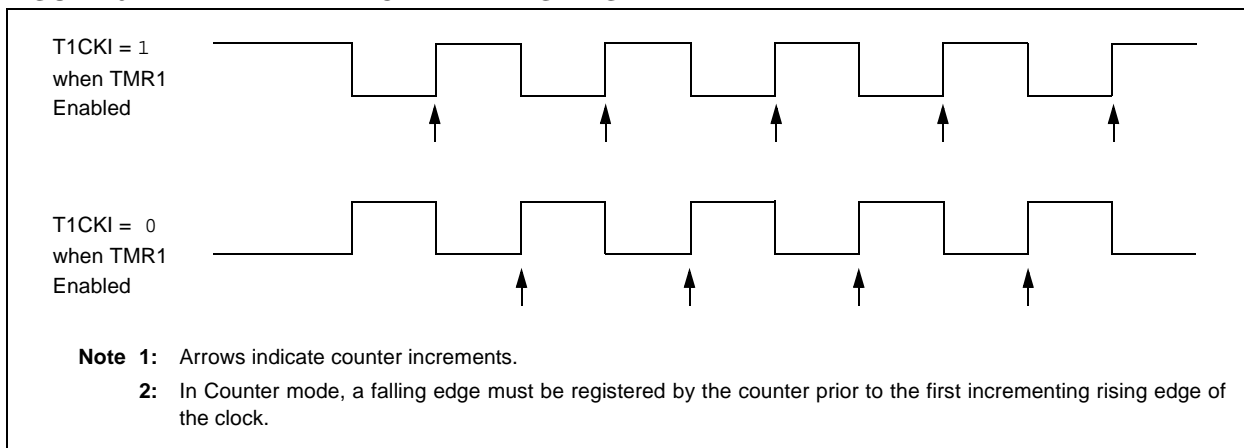 T1CKI = 1
when TMR1
Enabled
T1CKI = 0
when TMR1
Enabled
Note 1: Arrows indicate counter increments.
2: In Counter mode, a falling edge must be registered by the counter prior to the first incrementing rising edge of
the clock.